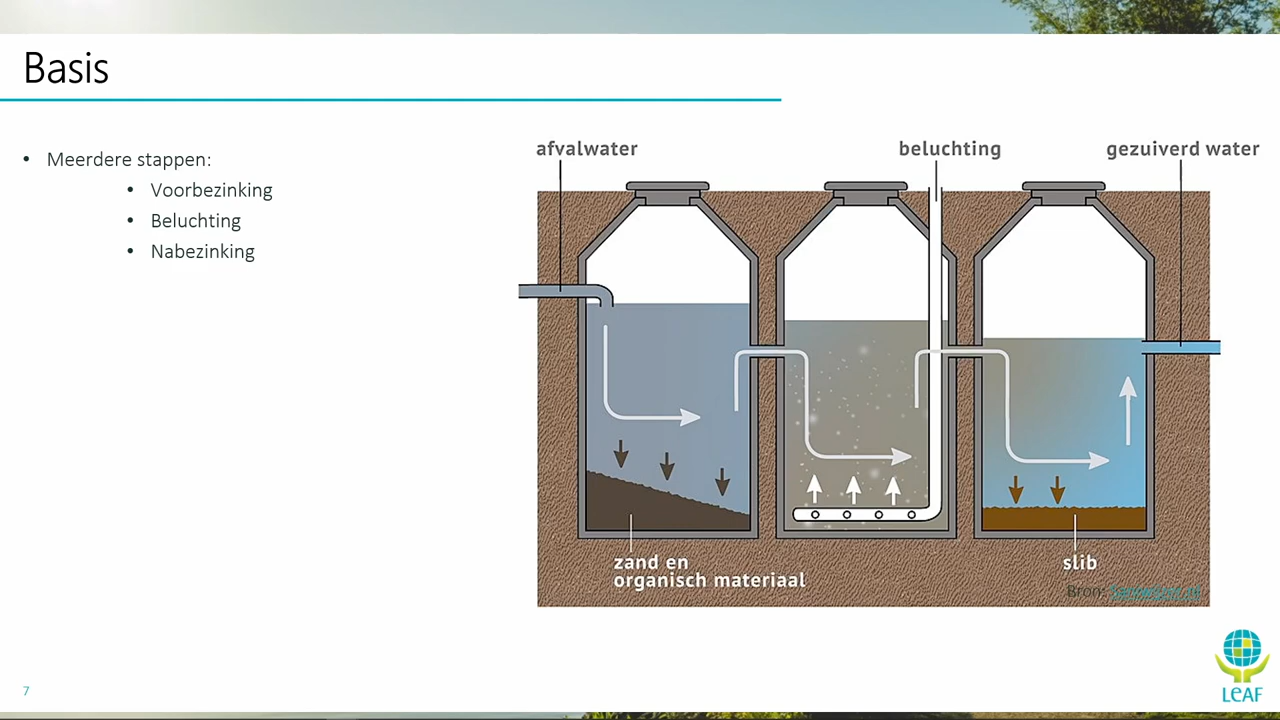 Basis
• Meerdere stappen:
• Voorbezinking
• Beluchting
• Nabezinking
afvalwater
beluchting
gezuiverd water
zand en
organisch materiaal
slib
Bron:
7
LeAF